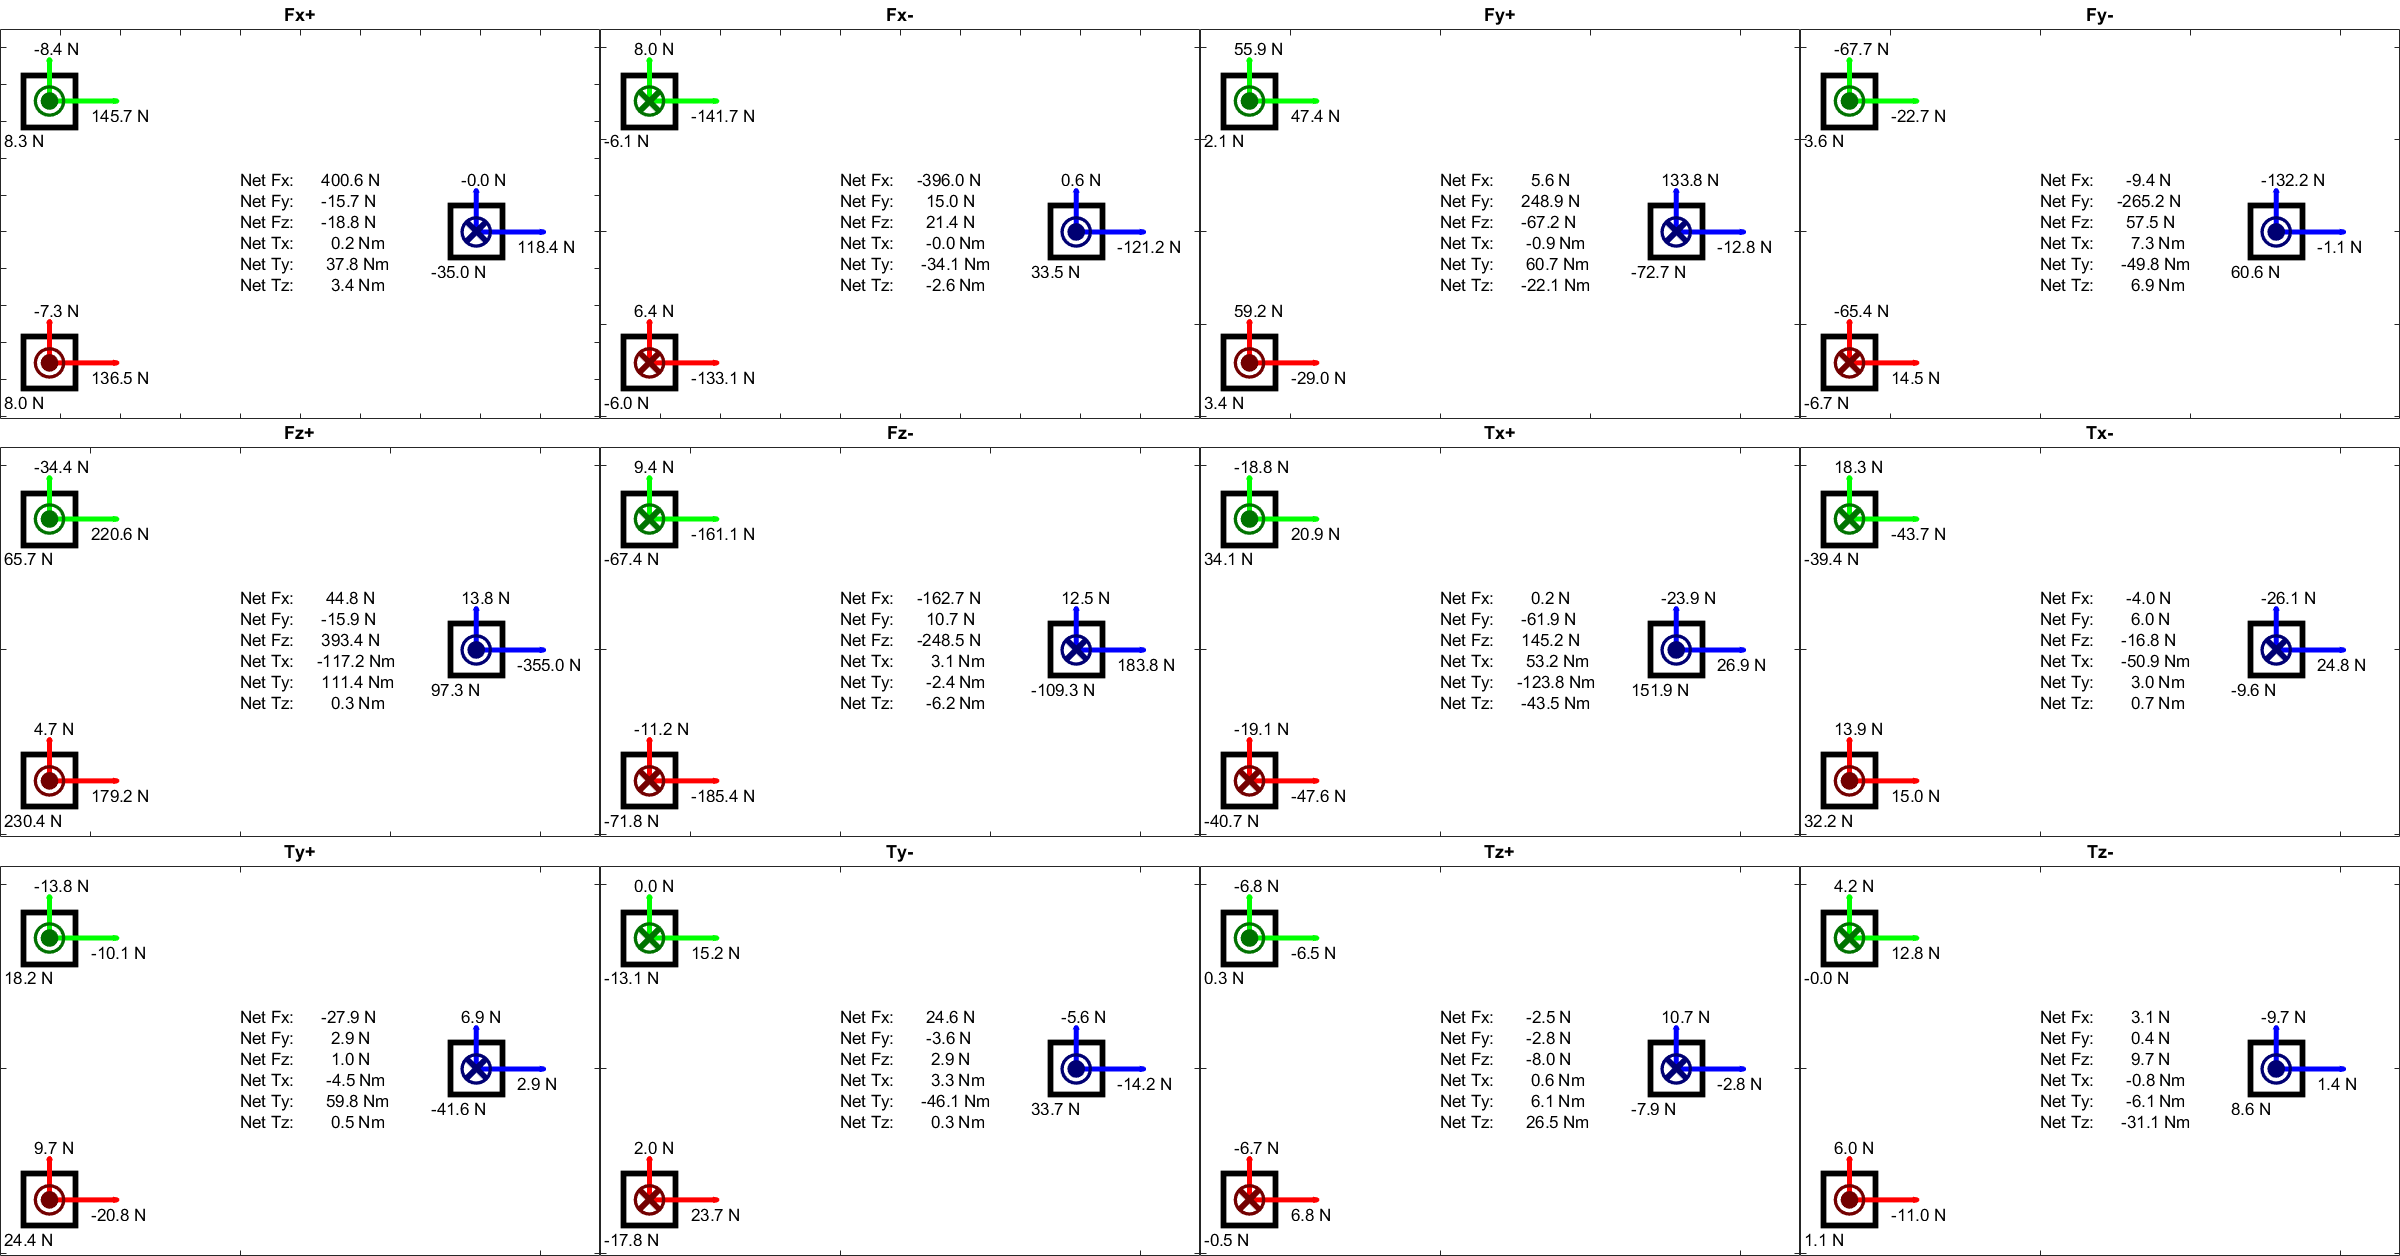 Fx+
-8.4 N
145.7 N
8.3 N
Net Fx: 400.6 N
Net Fy: -15.7 N
Net Fz: -18.8 N
Net Tx: 0.2 Nm
Net Ty: 37.8 Nm
Net Tz: 3.4 Nm
-0.0 N
118.4 N
-35.0 N
-7.3 N
136.5 N
8.0 N
Fx-
8.0 N
-141.7 N
-6.1 N
Net Fx: -396.0 N
Net Fy: 15.0 N
Net Fz: 21.4 N
Net Tx: -0.0 Nm
Net Ty: -34.1 Nm
Net Tz: -2.6 Nm
0.6 N
-121.2 N
33.5 N
6.4 N
-133.1 N
-6.0 N
Fy+
55.9 N
47.4 N
2.1 N
Net Fx: 5.6 N
Net Fy: 248.9 N
Net Fz: -67.2 N
Net Tx: -0.9 Nm
Net Ty: 60.7 Nm
Net Tz: -22.1 Nm
133.8 N
-12.8 N
-72.7 N
59.2 N
-29.0 N
3.4 N
Fy-
-67.7 N
-22.7 N
3.6 N
Net Fx: -9.4 N
Net Fy: -265.2 N
Net Fz: 57.5 N
Net Tx: 7.3 Nm
Net Ty: -49.8 Nm
Net Tz: 6.9 Nm
-132.2 N
-1.1 N
60.6 N
-65.4 N
14.5 N
-6.7 N
Fz+
-34.4 N
220.6 N
65.7 N
Net Fx: 44.8 N
Net Fy: -15.9 N
Net Fz: 393.4 N
Net Tx: -117.2 Nm
Net Ty: 111.4 Nm
Net Tz: 0.3 Nm
13.8 N
-355.0 N
97.3 N
4.7 N
179.2 N
230.4 N
Fz-
9.4 N
-161.1 N
-67.4 N
Net Fx: -162.7 N
Net Fy: 10.7 N
Net Fz: -248.5 N
Net Tx: 3.1 Nm
Net Ty: -2.4 Nm
Net Tz: -6.2 Nm
12.5 N
183.8 N
-109.3 N
-11.2 N
-185.4 N
-71.8 N
Tx+
-18.8 N
20.9 N
34.1 N
Net Fx: 0.2 N
Net Fy: -61.9 N
Net Fz: 145.2 N
Net Tx: 53.2 Nm
Net Ty: -123.8 Nm
Net Tz: -43.5 Nm
-23.9 N
26.9 N
151.9 N
-19.1 N
-47.6 N
-40.7 N
Tx-
18.3 N
-43.7 N
-39.4 N
Net Fx: -4.0 N
Net Fy: 6.0 N
Net Fz: -16.8 N
Net Tx: -50.9 Nm
Net Ty: 3.0 Nm
Net Tz: 0.7 Nm
-26.1 N
24.8 N
-9.6 N
13.9 N
15.0 N
32.2 N
Ty+
-13.8 N
-10.1 N
18.2 N
Net Fx: -27.9 N
Net Fy: 2.9 N
Net Fz: 1.0 N
Net Tx: -4.5 Nm
Net Ty: 59.8 Nm
Net Tz: 0.5 Nm
6.9 N
2.9 N
-41.6 N
9.7 N
-20.8 N
24.4 N
Ty-
0.0 N
15.2 N
-13.1 N
Net Fx: 24.6 N
Net Fy: -3.6 N
Net Fz: 2.9 N
Net Tx: 3.3 Nm
Net Ty: -46.1 Nm
Net Tz: 0.3 Nm
-5.6 N
-14.2 N
33.7 N
2.0 N
23.7 N
-17.8 N
Tz+
-6.8 N
-6.5 N
0.3 N
Net Fx: -2.5 N
Net Fy: -2.8 N
Net Fz: -8.0 N
Net Tx: 0.6 Nm
Net Ty: 6.1 Nm
Net Tz: 26.5 Nm
10.7 N
-2.8 N
-7.9 N
-6.7 N
6.8 N
-0.5 N
Tz-
4.2 N
12.8 N
-0.0 N
Net Fx: 3.1 N
Net Fy: 0.4 N
Net Fz: 9.7 N
Net Tx: -0.8 Nm
Net Ty: -6.1 Nm
Net Tz: -31.1 Nm
-9.7 N
1.4 N
8.6 N
6.0 N
-11.0 N
1.1 N